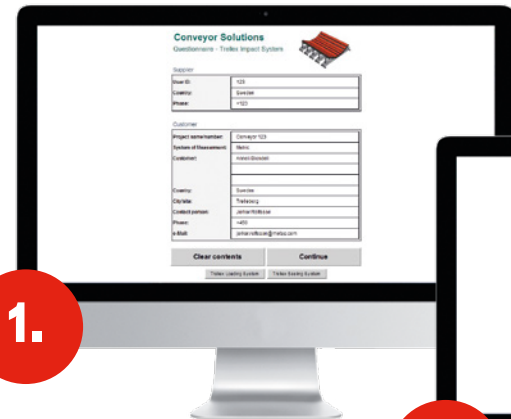 Conveyor Solutions
Questionnaire - Trellex Impact System
Supplier
User ID: 123
Country: Sweden
Phone: +123
Customer
Project name/number: Conveyor 123
System of Measurement: Metric
Customer:
Country: Sweden
City/site: Trelleborg
Contact person:
Phone:
e-Mail:
Clear contents Continue
Trellex Loading System Trellex Sealing System
1.